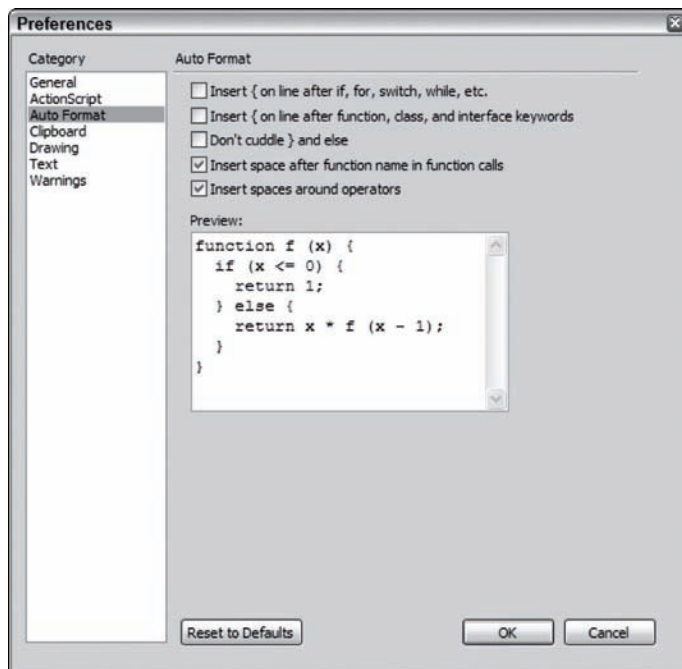 Preferences
Category
General
ActionScript
Auto Format
Clipboard
Drawing
Text
Warnings
Auto Format
Insert { on line after if, for, switch, while, etc.
Insert { on line after function, class, and interface keywords
Don't cuddle } and else
Insert space after function name in function calls
Insert spaces around operators
Preview:
function f (x) {
  if (x <= 0) {
    return 1;
  } else {
    return x * f (x - 1);
  }
}
Reset to Defaults
OK
Cancel